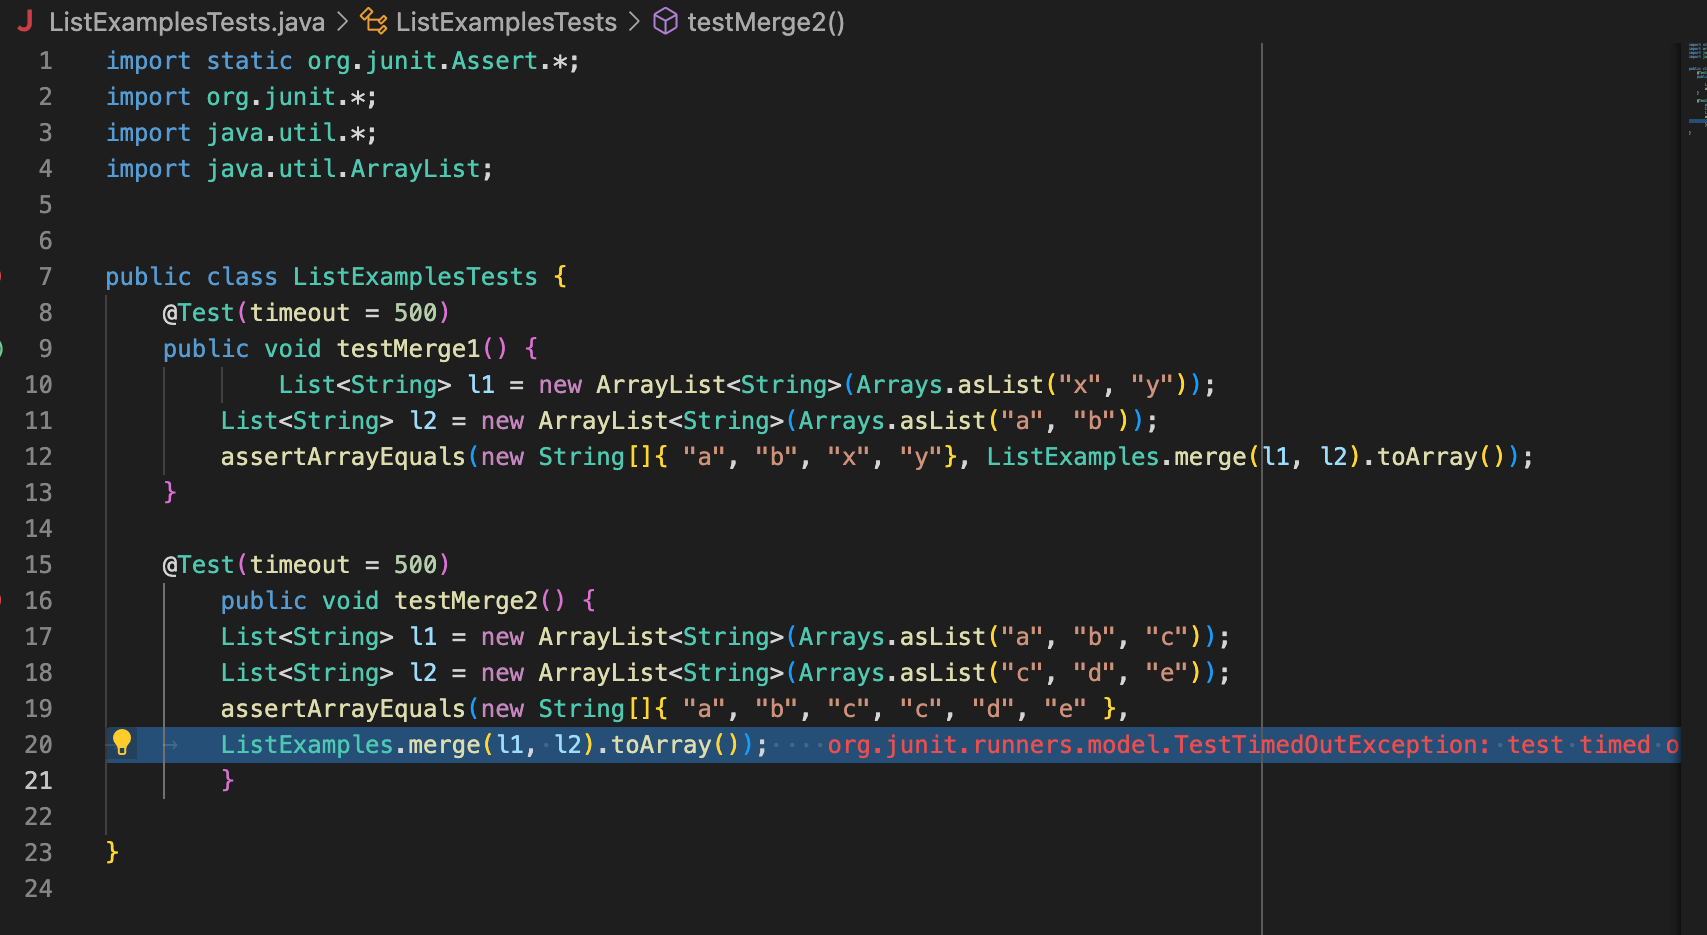 ListExamplesTests.java > ListExamplesTests > testMerge2()
1 import static org.junit.Assert.*;
2 import org.junit.*;
3 import java.util.*;
4 import java.util.ArrayList;
5
6
7 public class ListExamplesTests {
8 @Test(timeout = 500)
9 public void testMerge1() {
10 List<String> l1 = new ArrayList<String>(Arrays.asList("x", "y"));
11 List<String> l2 = new ArrayList<String>(Arrays.asList("a", "b"));
12 assertArrayEquals(new String[]{ "a", "b", "x", "y"}, ListExamples.merge(l1, l2).toArray());
13 }
14
15 @Test(timeout = 500)
16 public void testMerge2() {
17 List<String> l1 = new ArrayList<String>(Arrays.asList("a", "b", "c"));
18 List<String> l2 = new ArrayList<String>(Arrays.asList("c", "d", "e"));
19 assertArrayEquals(new String[]{ "a", "b", "c", "c", "d", "e" },
20 ListExamples.merge(l1, l2).toArray()); org.junit.runners.model.TestTimedOutException: test timed o
21 }
22
23 }
24